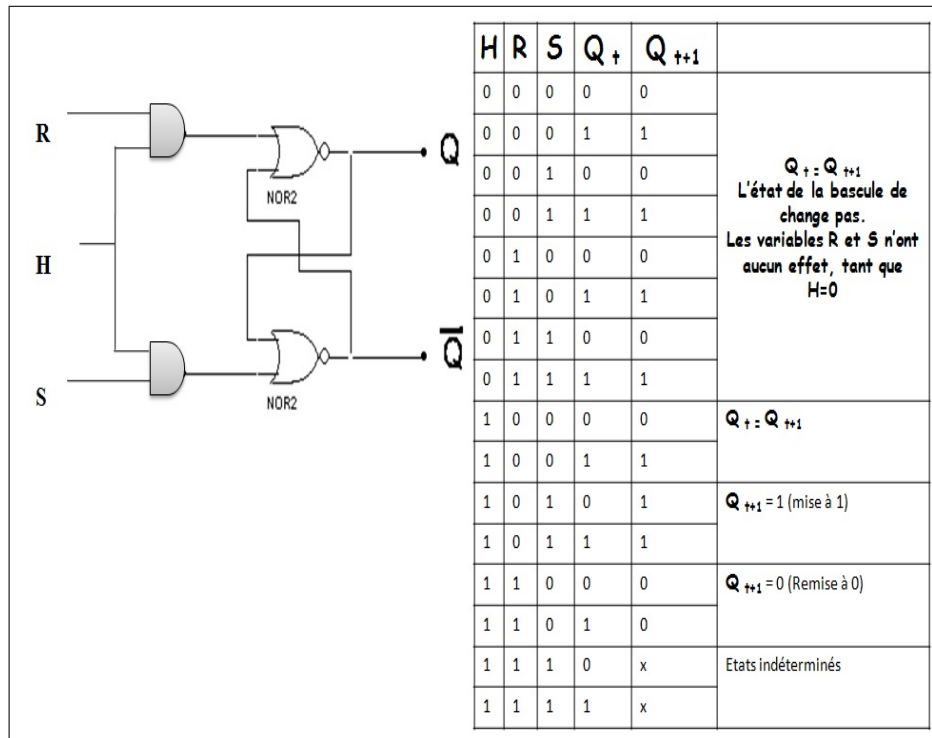 R
H
S
NOR2
NOR2
Q
Q̅
H R S Q t Q t+1
0 0 0 0 0
0 0 0 1 1
0 0 1 0 0
0 0 1 1 1
0 1 0 0 0
0 1 0 1 1
0 1 1 0 0
0 1 1 1 1
Q t = Q t+1
L'état de la bascule de
change pas.
Les variables R et S n'ont
aucun effet, tant que
H=0
1 0 0 0 0 Q t = Q t+1
1 0 0 1 1
1 0 1 0 1 Q t+1 = 1 (mise à 1)
1 0 1 1 1
1 1 0 0 0 Q t+1 = 0 (Remise à 0)
1 1 0 1 0
1 1 1 0 x Etats indéterminés
1 1 1 1 x